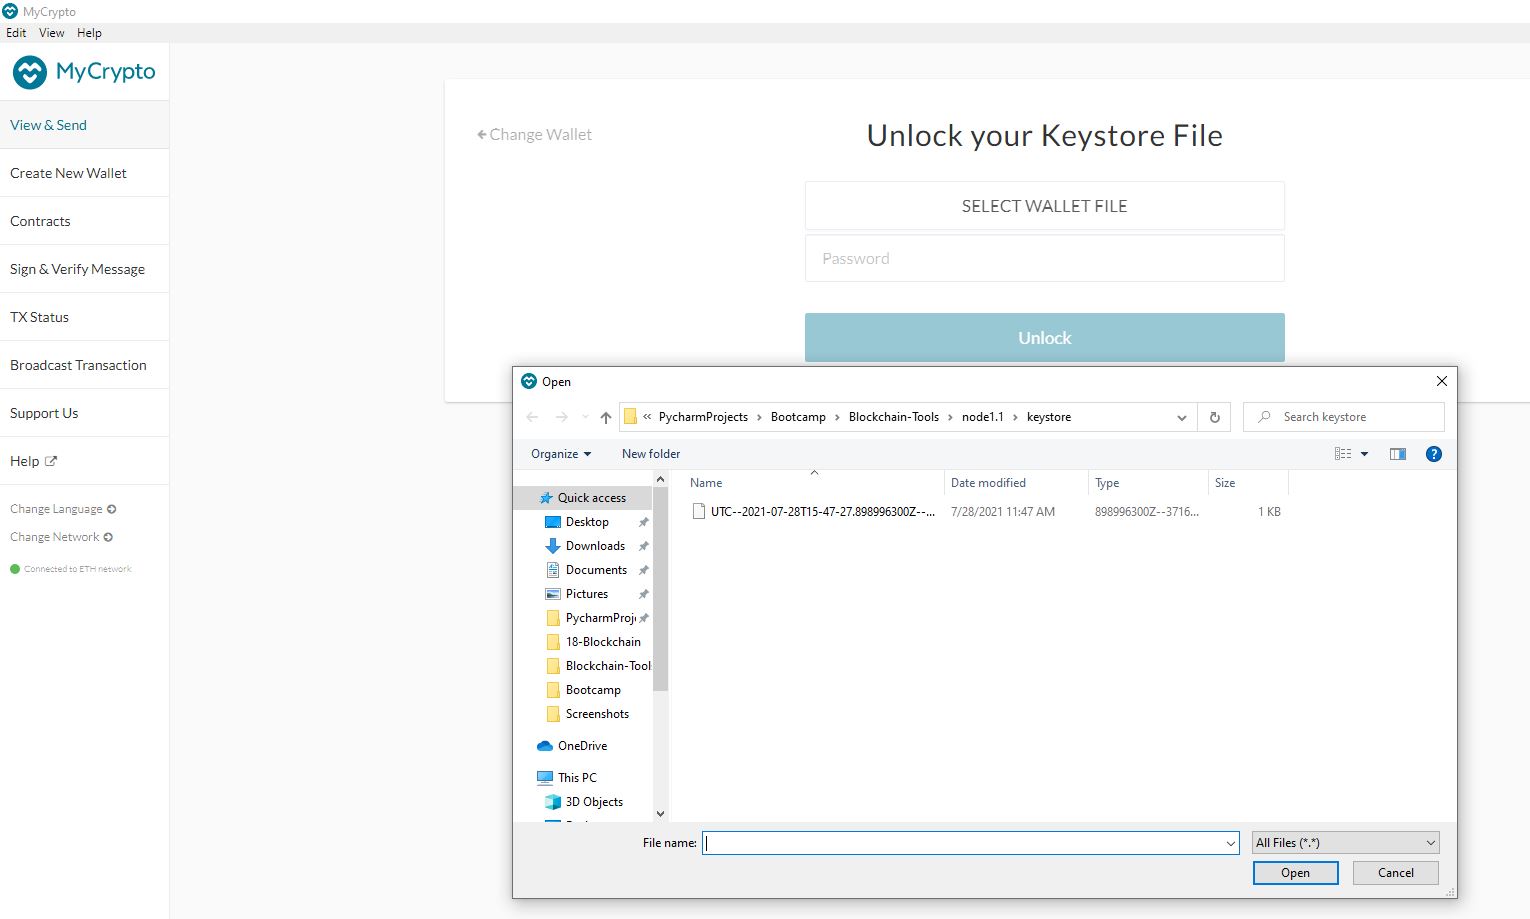 MyCrypto
Edit View Help
MyCrypto
View & Send
Create New Wallet
Contracts
Sign & Verify Message
TX Status
Broadcast Transaction
Support Us
Help
Change Language
Change Network
Connected to ETH network
Change Wallet
Unlock your Keystore File
SELECT WALLET FILE
Password
Unlock
Open
« PycharmProjects › Bootcamp › Blockchain-Tools › node1.1 › keystore
Search keystore
Organize New folder
Name Date modified Type Size
UTC--2021-07-28T15-47-27.898996300Z--... 7/28/2021 11:47 AM 898996300Z--3716... 1 KB
Quick access
Desktop
Downloads
Documents
Pictures
PycharmProj
18-Blockchain
Blockchain-Tool
Bootcamp
Screenshots
OneDrive
This PC
3D Objects
File name:
All Files (*.*)
Open Cancel